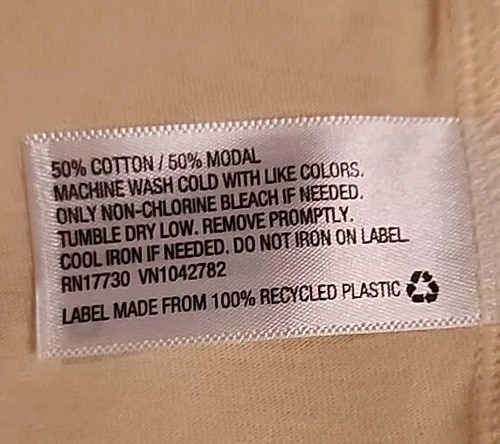 50% COTTON / 50% MODAL
MACHINE WASH COLD WITH LIKE COLORS.
ONLY NON-CHLORINE BLEACH IF NEEDED.
TUMBLE DRY LOW. REMOVE PROMPTLY.
COOL IRON IF NEEDED. DO NOT IRON ON LABEL
RN17730 VN1042782
LABEL MADE FROM 100% RECYCLED PLASTIC